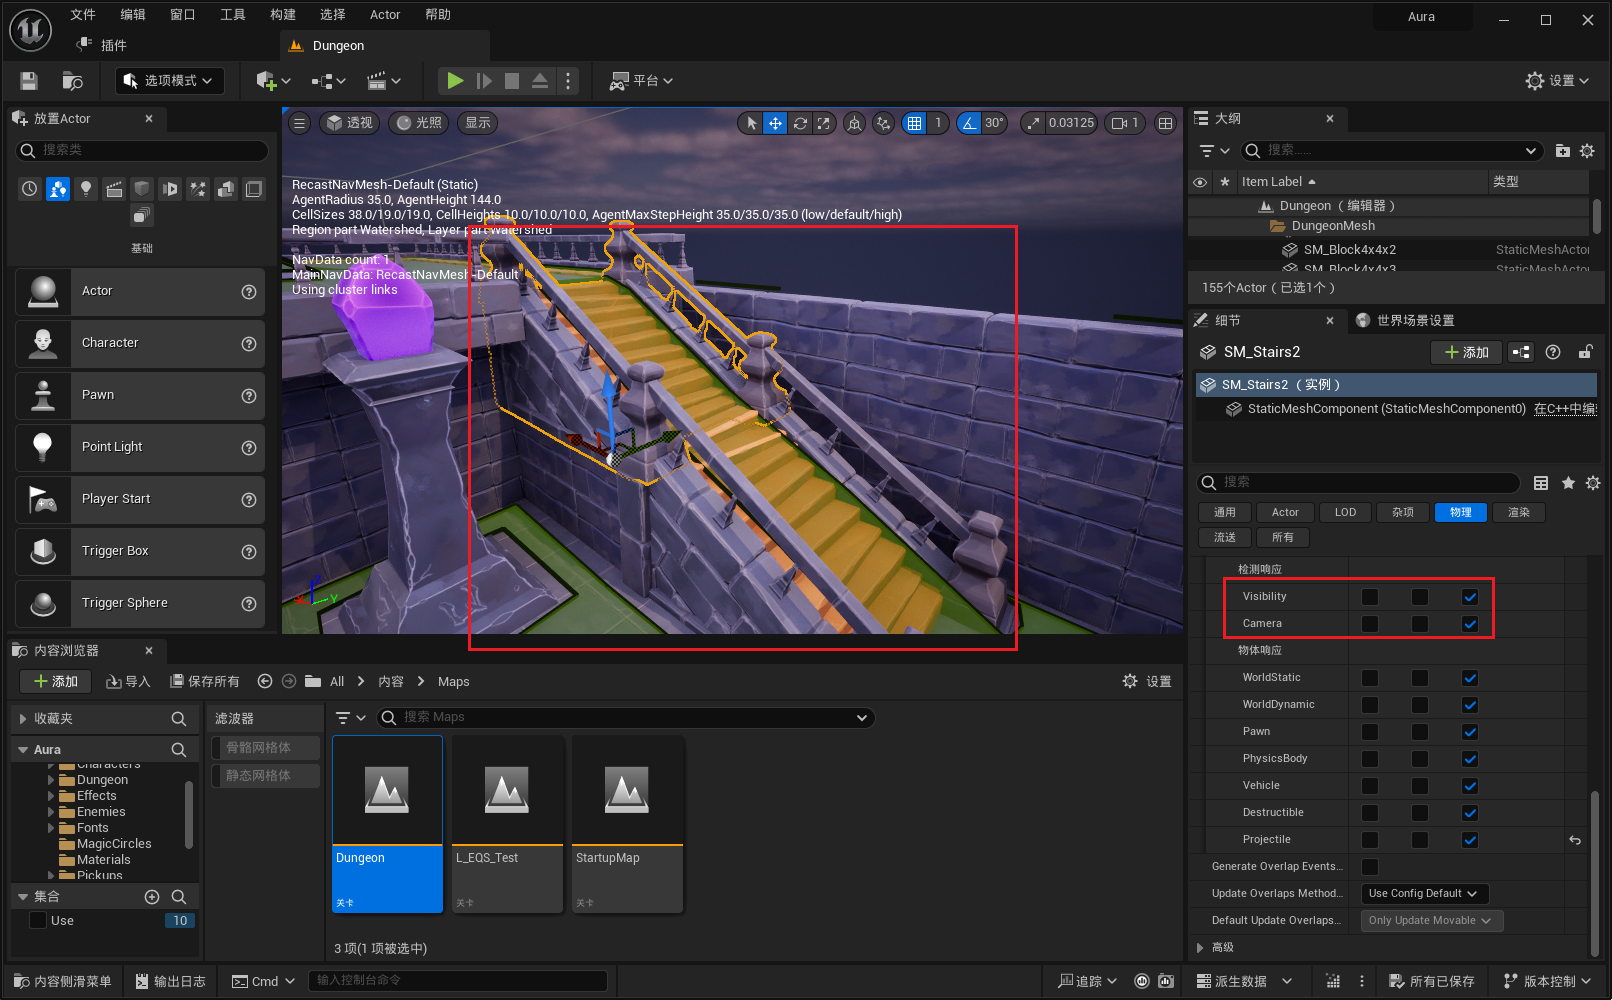 文件 编辑 窗口 工具 构建 选择 Actor 帮助 Aura
插件 Dungeon
选项模式 平台 设置
放置Actor
搜索类
基础
Actor
Character
Pawn
Point Light
Player Start
Trigger Box
Trigger Sphere
透视 光照 显示 1 30° 0.03125 1
RecastNavMesh-Default (Static)
AgentRadius 35.0, AgentHeight 144.0
CellSizes 38.0/19.0/19.0, CellHeights 10.0/10.0/10.0, AgentMaxStepHeight 35.0/35.0/35.0 (low/default/high)
Region part Watershed, Layer part Watershed
NavData count: 1
MainNavData: RecastNavMesh-Default
Using cluster links
Y
大纲
搜索......
Item Label 类型
Dungeon（编辑器）
DungeonMesh
SM_Block4x4x2 StaticMeshActor
SM_Block4x4x3 StaticMeshActor
155个Actor（已选1个）
细节 世界场景设置
SM_Stairs2 添加
SM_Stairs2 （实例）
StaticMeshComponent (StaticMeshComponent0) 在C++中编辑
搜索
通用 Actor LOD 杂项 物理 渲染
流送 所有
检测响应
Visibility
Camera
物体响应
WorldStatic
WorldDynamic
Pawn
PhysicsBody
Vehicle
Destructible
Projectile
Generate Overlap Events...
Update Overlaps Method... Use Config Default
Default Update Overlaps... Only Update Movable
高级
内容浏览器
添加 导入 保存所有 All 内容 Maps 设置
收藏夹
Aura
Characters
Dungeon
Effects
Enemies
Fonts
MagicCircles
Materials
Pickups
集合
Use 10
滤波器
骨骼网格体
静态网格体
搜索 Maps
Dungeon
关卡
L_EQS_Test
关卡
StartupMap
关卡
3 项(1 项被选中)
内容侧滑菜单 输出日志 Cmd 输入控制台命令 追踪 派生数据 所有已保存 版本控制